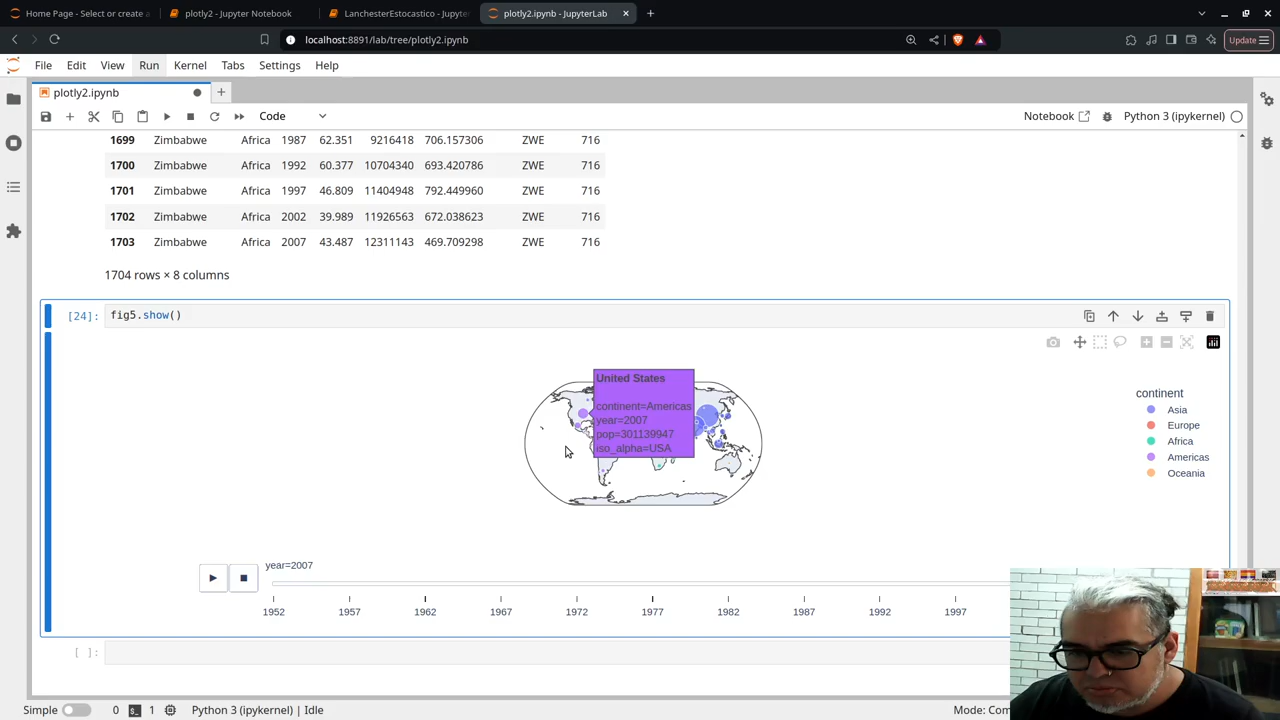 Home Page - Select or create a
plotly2 - Jupyter Notebook
LanchesterEstocastico - Jupyte
plotly2.ipynb - JupyterLab
localhost:8891/lab/tree/plotly2.ipynb
Update
File Edit View Run Kernel Tabs Settings Help
plotly2.ipynb
Code
Notebook
Python 3 (ipykernel)
1699 Zimbabwe Africa 1987 62.351 9216418 706.157306 ZWE 716
1700 Zimbabwe Africa 1992 60.377 10704340 693.420786 ZWE 716
1701 Zimbabwe Africa 1997 46.809 11404948 792.449960 ZWE 716
1702 Zimbabwe Africa 2002 39.989 11926563 672.038623 ZWE 716
1703 Zimbabwe Africa 2007 43.487 12311143 469.709298 ZWE 716
1704 rows × 8 columns
[24]: fig5.show()
United States
continent=Americas
year=2007
pop=301139947
iso_alpha=USA
continent
Asia
Europe
Africa
Americas
Oceania
year=2007
1952 1957 1962 1967 1972 1977 1982 1987 1992 1997
[ ]:
Simple 0 1 Python 3 (ipykernel) | Idle
Mode: Com